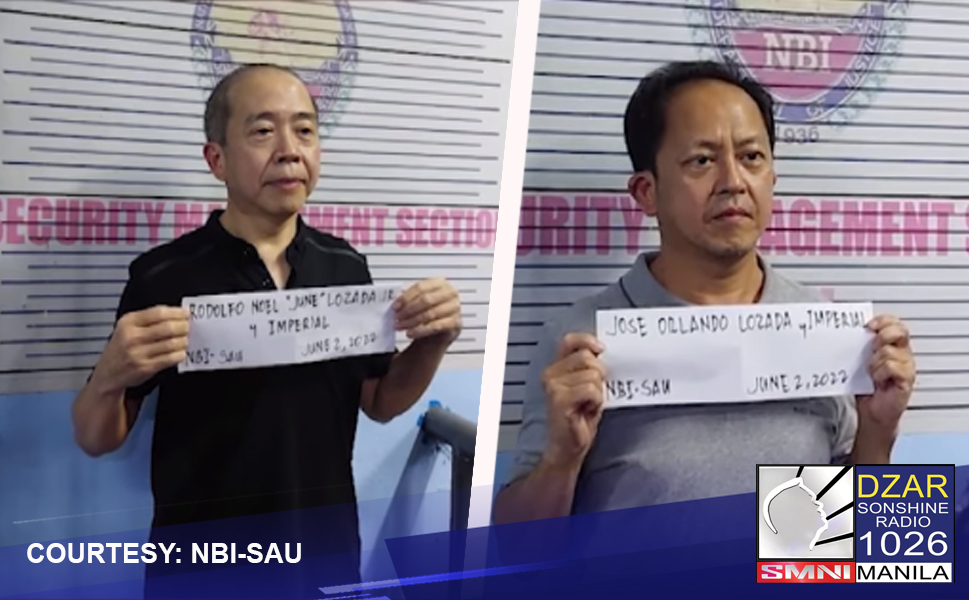 NBI
1936
SECURITY MANAGEMENT SECTION
URITY AGEMENT S
RODOLFO NOEL "JUNE" LOZADA JR
y IMPERIAL
NBI-SAU JUNE 2, 2022
JOSE ORLANDO LOZADA y IMPERIAL
NBI-SAU JUNE 2, 2022
COURTESY: NBI-SAU
DZAR
SONSHINE
RADIO
1026
SMNI MANILA